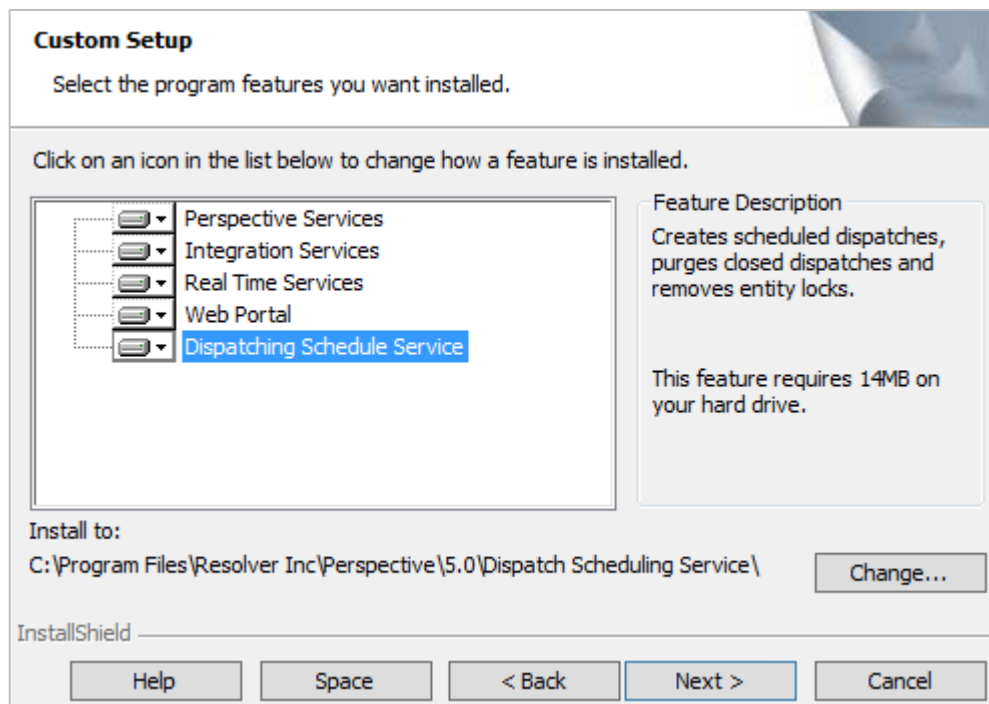 Custom Setup
Select the program features you want installed.
Click on an icon in the list below to change how a feature is installed.
Perspective Services
Integration Services
Real Time Services
Web Portal
Dispatching Schedule Service
Feature Description
Creates scheduled dispatches,
purges closed dispatches and
removes entity locks.
This feature requires 14MB on
your hard drive.
Install to:
C:\Program Files\Resolver Inc\Perspective\5.0\Dispatch Scheduling Service\
Change...
InstallShield
Help
Space
< Back
Next >
Cancel